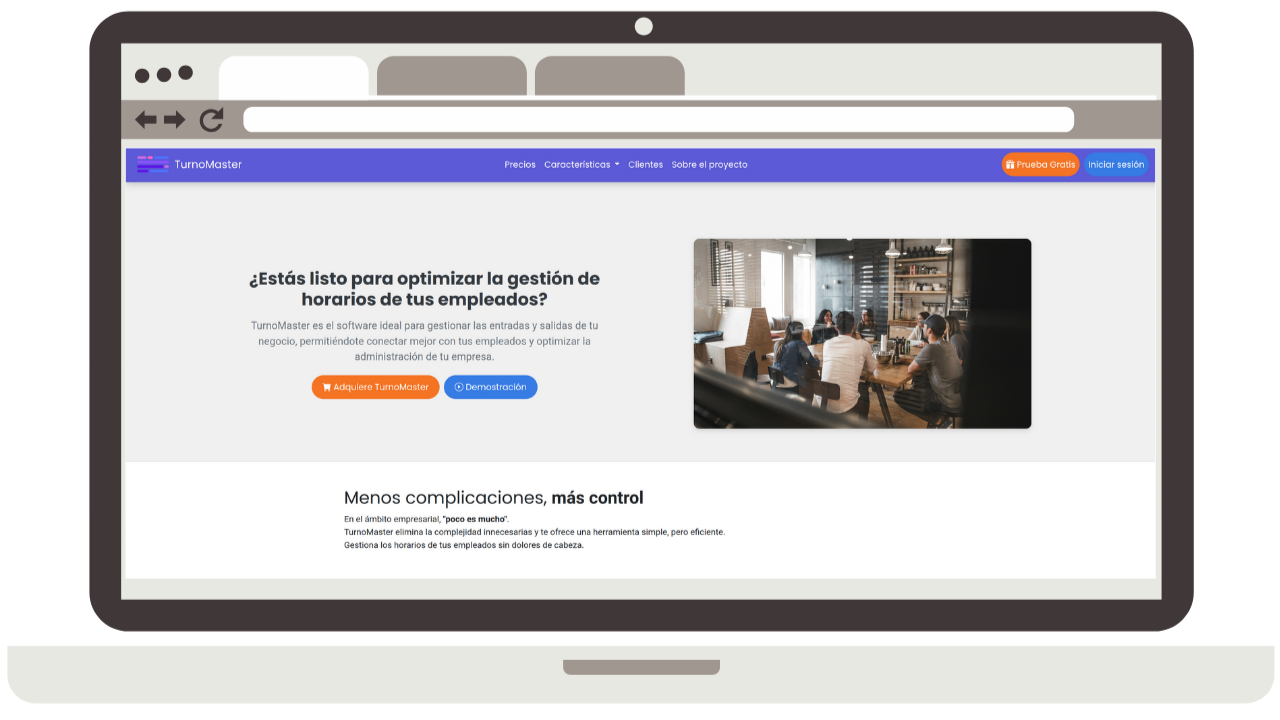 TurnoMaster
Precios Características Clientes Sobre el proyecto
Prueba Gratis Iniciar sesión
¿Estás listo para optimizar la gestión de
horarios de tus empleados?
TurnoMaster es el software ideal para gestionar las entradas y salidas de tu
negocio, permitiéndote conectar mejor con tus empleados y optimizar la
administración de tu empresa.
Adquiere TurnoMaster Demostración
Menos complicaciones, más control
En el ámbito empresarial, "poco es mucho".
TurnoMaster elimina la complejidad innecesarias y te ofrece una herramienta simple, pero eficiente.
Gestiona los horarios de tus empleados sin dolores de cabeza.